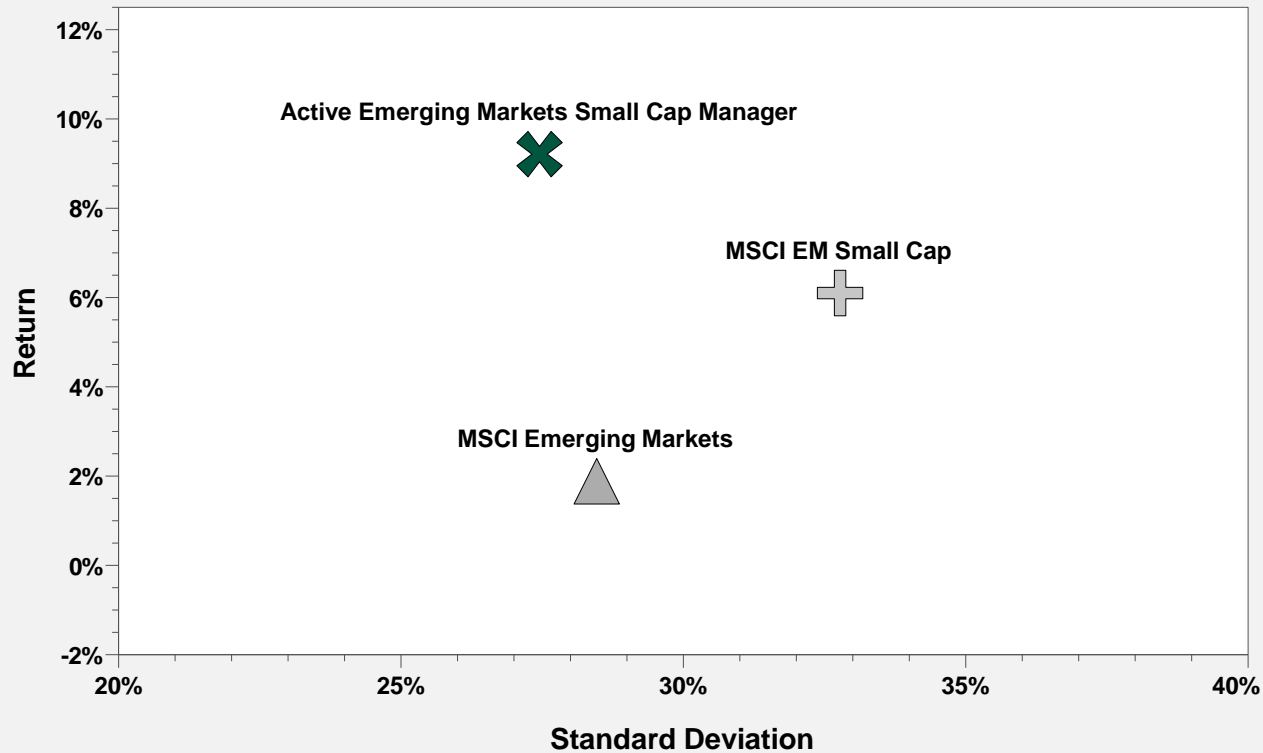 12%
Active Emerging Markets Small Cap Manager
10%
8%
MSCI EM Small Cap
6%
Return
4%
MSCI Emerging Markets
2%
0%
-2%
20%
25%
30%
35%
40%
Standard Deviation